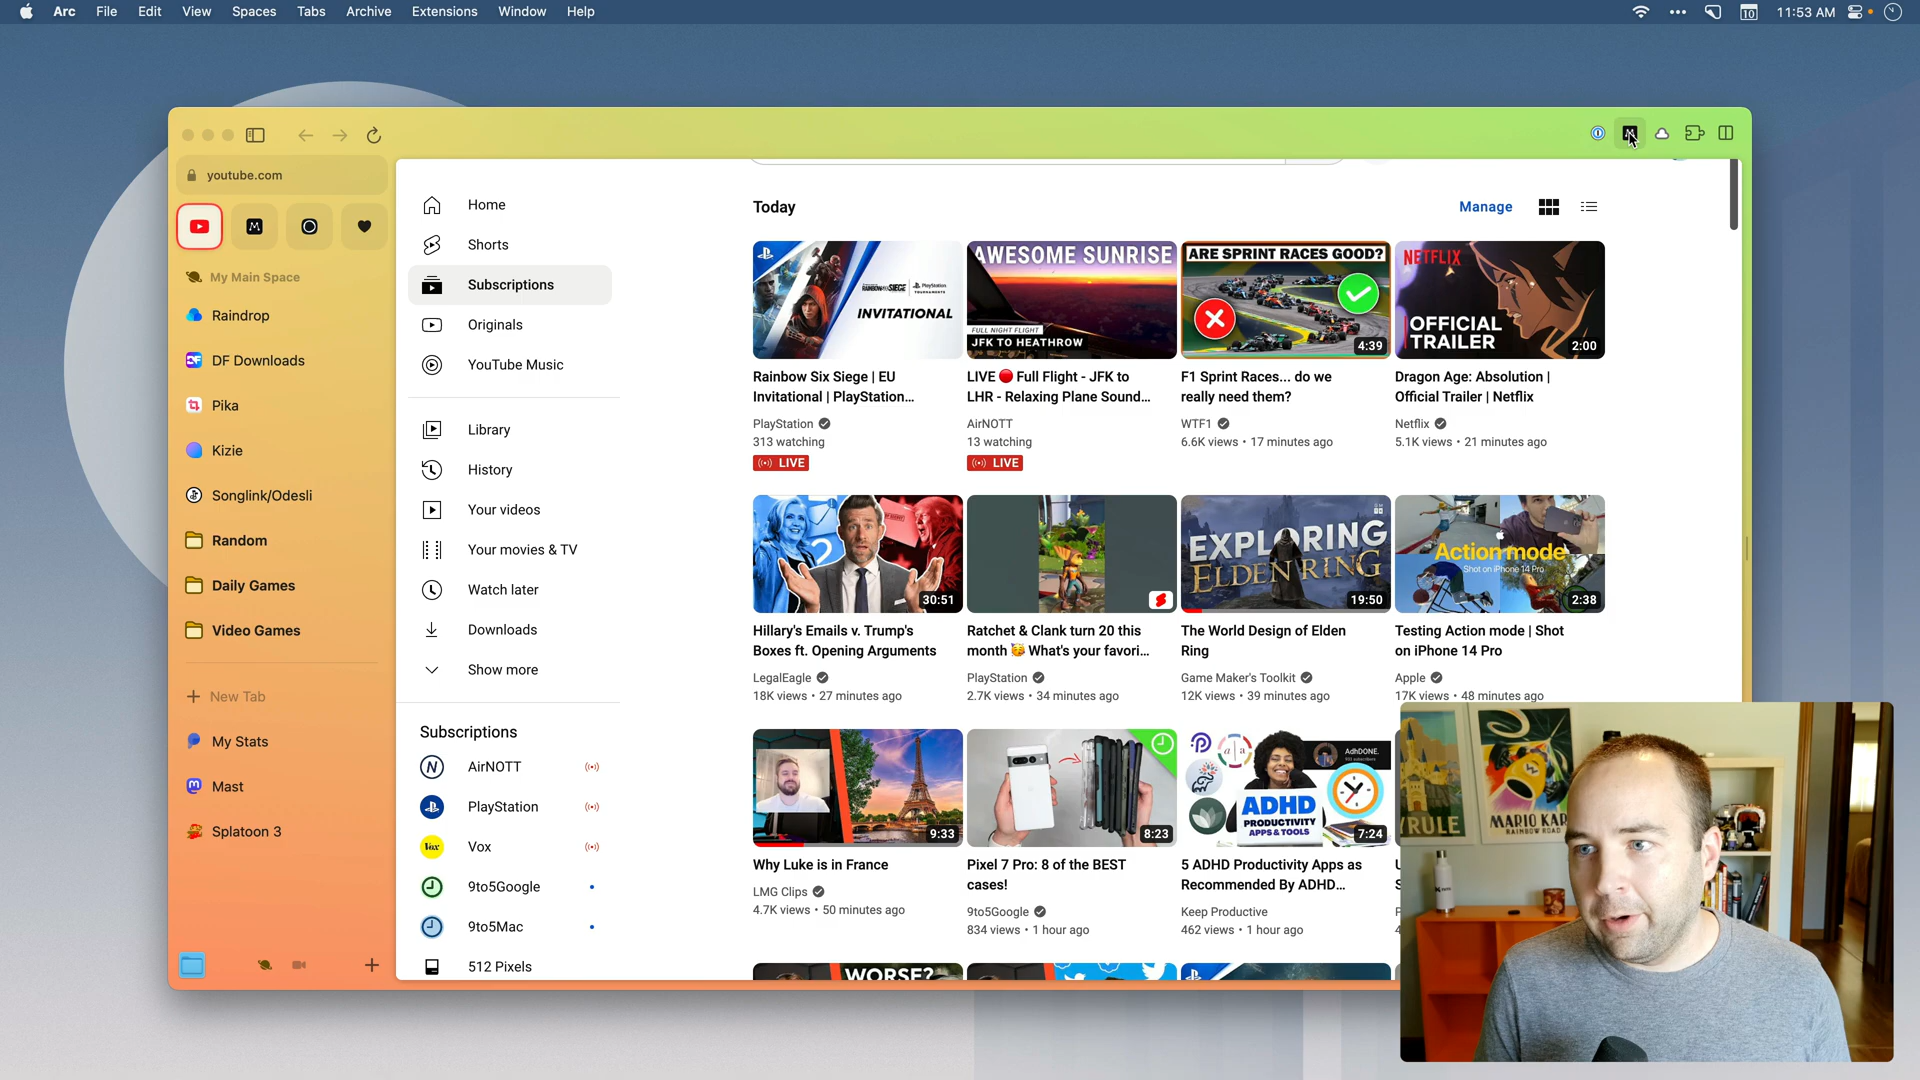 Arc File Edit View Spaces Tabs Archive Extensions Window Help
10 11:53 AM
youtube.com
My Main Space
Raindrop
DF Downloads
Pika
Kizie
Songlink/Odesli
Random
Daily Games
Video Games
New Tab
My Stats
Mast
Splatoon 3
Home
Shorts
Subscriptions
Originals
YouTube Music
Library
History
Your videos
Your movies & TV
Watch later
Downloads
Show more
Subscriptions
AirNOTT
PlayStation
Vox
9to5Google
9to5Mac
512 Pixels
Today
Manage
INVITATIONAL
Rainbow Six Siege | EU
Invitational | PlayStation...
PlayStation
313 watching
LIVE
AWESOME SUNRISE
FULL NIGHT FLIGHT
JFK TO HEATHROW
LIVE 🔴 Full Flight - JFK to
LHR - Relaxing Plane Sound...
AirNOTT
13 watching
LIVE
ARE SPRINT RACES GOOD?
4:39
F1 Sprint Races... do we
really need them?
WTF1
6.6K views • 17 minutes ago
NETFLIX
OFFICIAL
TRAILER
2:00
Dragon Age: Absolution |
Official Trailer | Netflix
Netflix
5.1K views • 21 minutes ago
30:51
Hillary's Emails v. Trump's
Boxes ft. Opening Arguments
LegalEagle
18K views • 27 minutes ago
Ratchet & Clank turn 20 this
month 🥳 What's your favori...
PlayStation
2.7K views • 34 minutes ago
EXPLORING
ELDEN RING
19:50
The World Design of Elden
Ring
Game Maker's Toolkit
12K views • 39 minutes ago
Action mode
Shot on iPhone 14 Pro
2:38
Testing Action mode | Shot
on iPhone 14 Pro
Apple
17K views • 48 minutes ago
9:33
Why Luke is in France
LMG Clips
4.7K views • 50 minutes ago
8:23
Pixel 7 Pro: 8 of the BEST
cases!
9to5Google
834 views • 1 hour ago
AdhDONE.
ADHD
PRODUCTIVITY
APPS & TOOLS
7:24
5 ADHD Productivity Apps as
Recommended By ADHD...
Keep Productive
462 views • 1 hour ago
WORSE?
YRULE
MARIO KAR
RAINBOW ROAD